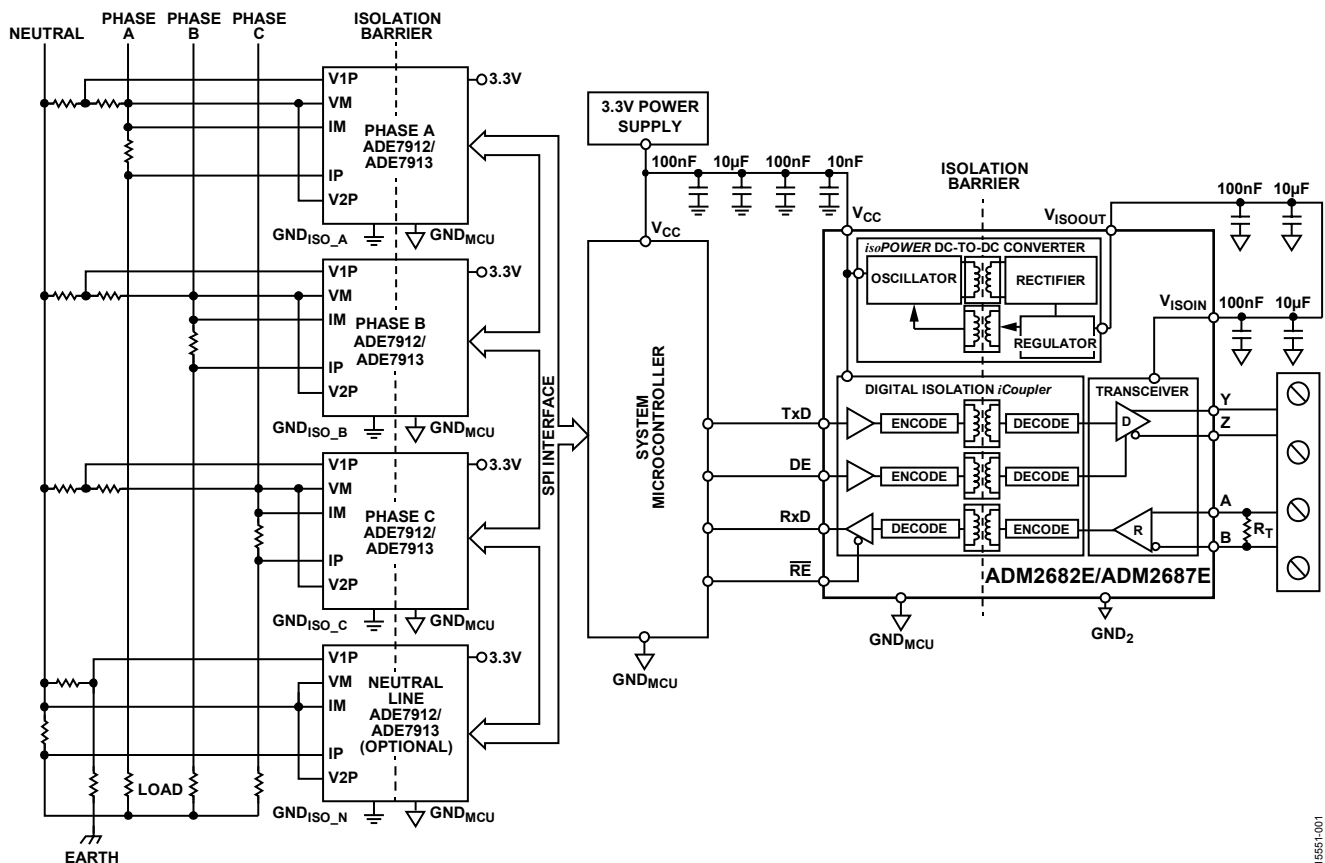 NEUTRAL
PHASE
A
PHASE
B
PHASE
C
ISOLATION
BARRIER
V1P
VM
IM
IP
V2P
PHASE A
ADE7912/
ADE7913
3.3V
GNDISO_A
GNDMCU
V1P
VM
IM
IP
V2P
PHASE B
ADE7912/
ADE7913
3.3V
GNDISO_B
GNDMCU
V1P
VM
IM
IP
V2P
PHASE C
ADE7912/
ADE7913
3.3V
GNDISO_C
GNDMCU
V1P
VM
IM
IP
V2P
NEUTRAL
LINE
ADE7912/
ADE7913
(OPTIONAL)
3.3V
GNDISO_N
GNDMCU
LOAD
EARTH
SPI INTERFACE
3.3V POWER
SUPPLY
100nF 10µF 100nF 10nF
VCC
SYSTEM
MICROCONTROLLER
GNDMCU
TxD
DE
RxD
RE
ISOLATION
BARRIER
VCC
VISOOUT
100nF 10µF
isoPOWER DC-TO-DC CONVERTER
OSCILLATOR
RECTIFIER
REGULATOR
VISOIN
100nF 10µF
DIGITAL ISOLATION iCoupler
TRANSCEIVER
ENCODE
DECODE
D
ENCODE
DECODE
DECODE
ENCODE
R
Y
Z
A
B
RT
ADM2682E/ADM2687E
GNDMCU
GND2
15551-001